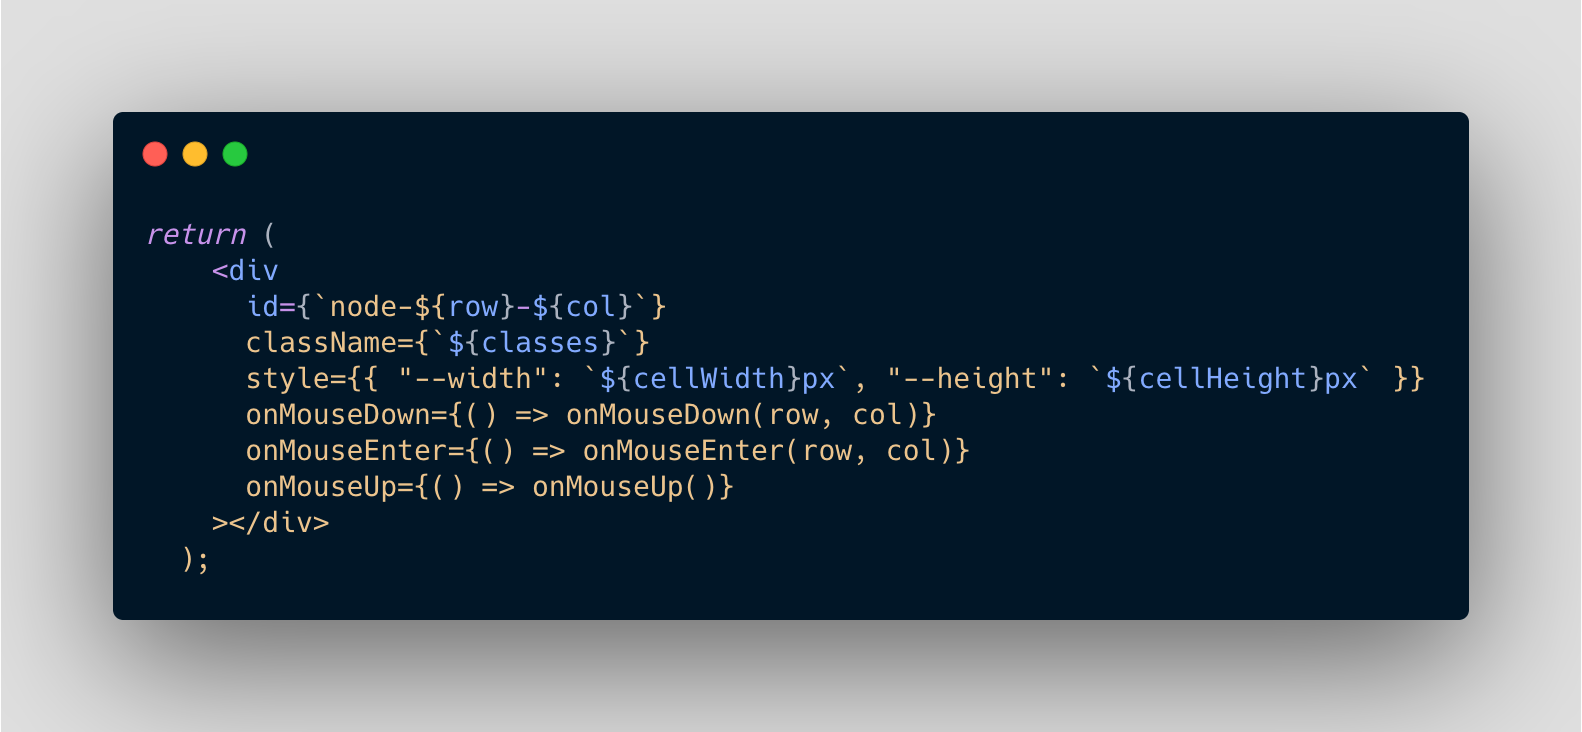 return (
    <div
      id={`node-${row}-${col}`}
      className={`${classes}`}
      style={{ "--width": `${cellWidth}px`, "--height": `${cellHeight}px` }}
      onMouseDown={() => onMouseDown(row, col)}
      onMouseEnter={() => onMouseEnter(row, col)}
      onMouseUp={() => onMouseUp()}
    ></div>
  );